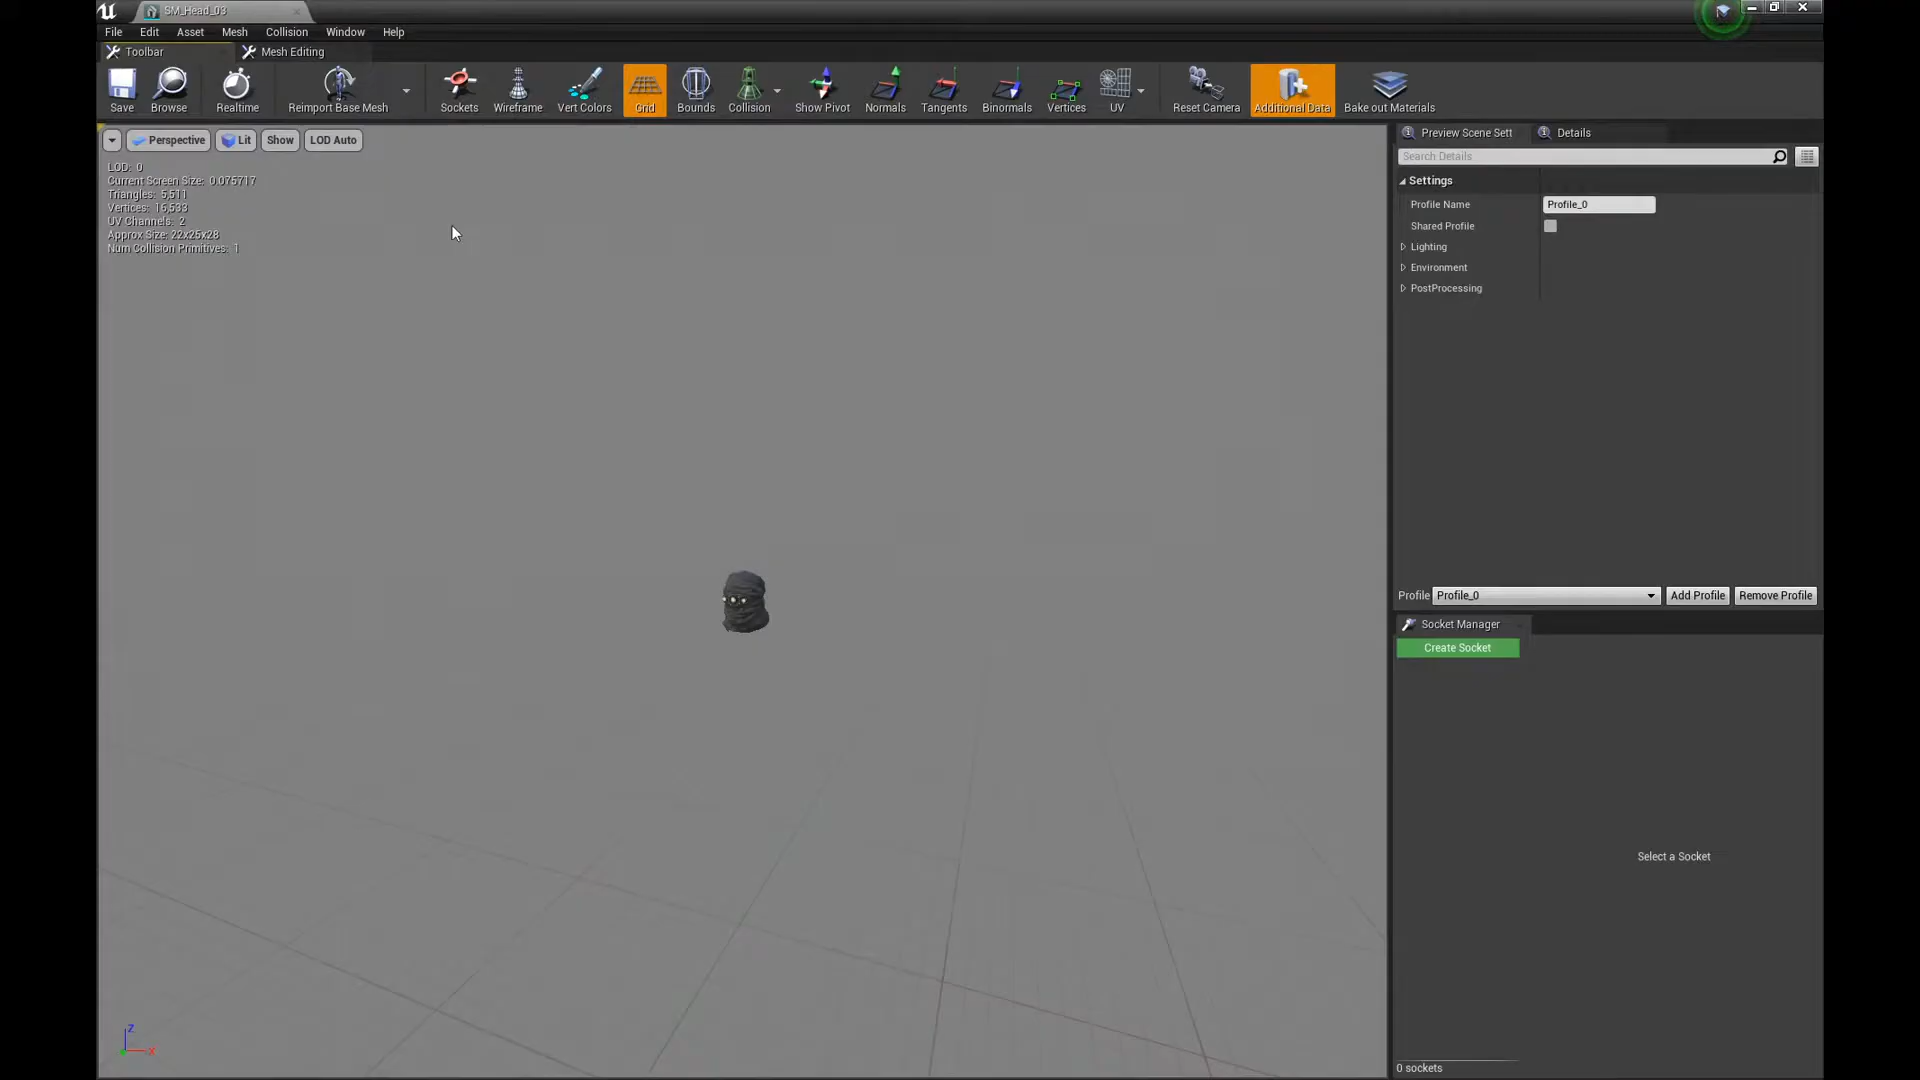 SM_Head_03
File Edit Asset Mesh Collision Window Help
Toolbar Mesh Editing
Save Browse Realtime Reimport Base Mesh Sockets Wireframe Vert Colors Grid Bounds Collision Show Pivot Normals Tangents Binormals Vertices UV Reset Camera Additional Data Bake out Materials
Perspective Lit Show LOD Auto
LOD: 0
Current Screen Size: 0.075717
Triangles: 5,511
Vertices: 16,533
UV Channels: 2
Approx Size: 22x25x28
Num Collision Primitives: 1
Z
X
Preview Scene Sett Details
Search Details
Settings
Profile Name Profile_0
Shared Profile
Lighting
Environment
PostProcessing
Profile Profile_0 Add Profile Remove Profile
Socket Manager
Create Socket
Select a Socket
0 sockets